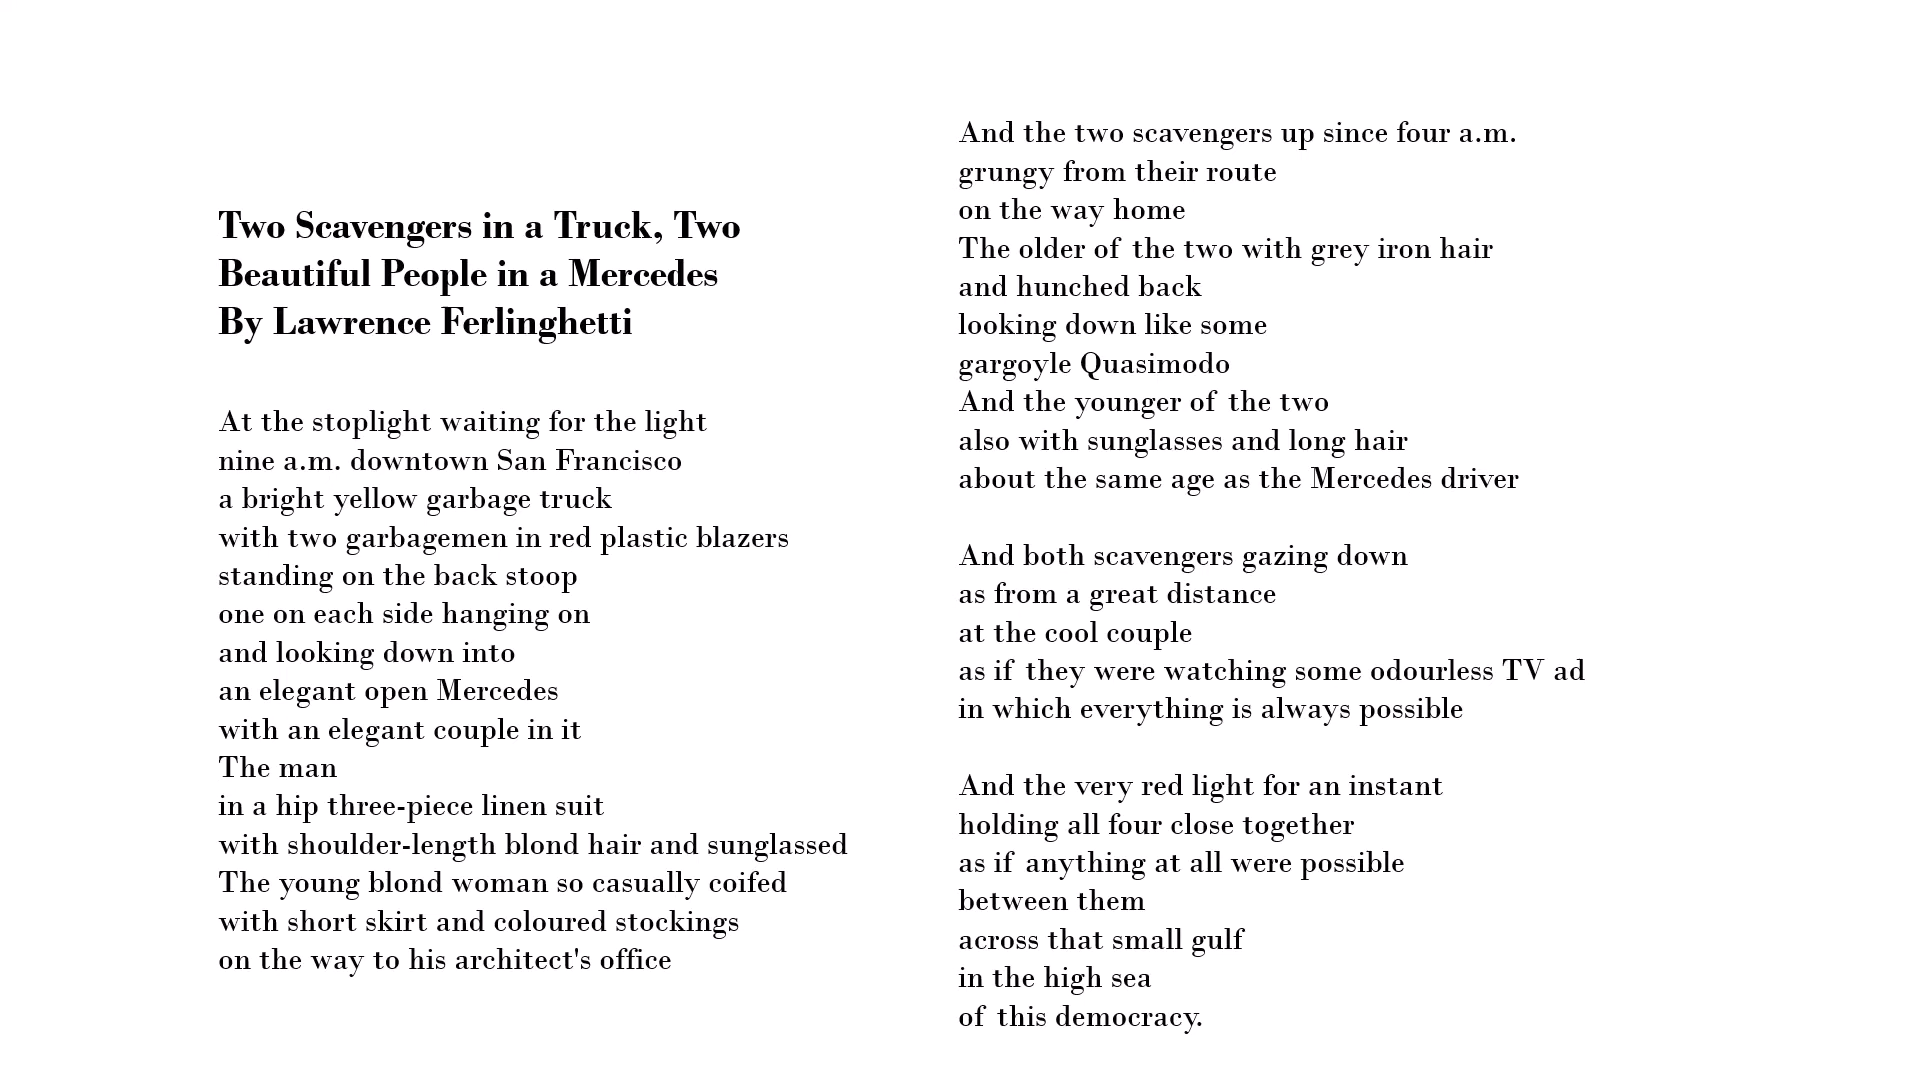 Two Scavengers in a Truck, Two
Beautiful People in a Mercedes
By Lawrence Ferlinghetti
At the stoplight waiting for the light
nine a.m. downtown San Francisco
a bright yellow garbage truck
with two garbagemen in red plastic blazers
standing on the back stoop
one on each side hanging on
and looking down into
an elegant open Mercedes
with an elegant couple in it
The man
in a hip three-piece linen suit
with shoulder-length blond hair and sunglassed
The young blond woman so casually coifed
with short skirt and coloured stockings
on the way to his architect's office
And the two scavengers up since four a.m.
grungy from their route
on the way home
The older of the two with grey iron hair
and hunched back
looking down like some
gargoyle Quasimodo
And the younger of the two
also with sunglasses and long hair
about the same age as the Mercedes driver
And both scavengers gazing down
as from a great distance
at the cool couple
as if they were watching some odourless TV ad
in which everything is always possible
And the very red light for an instant
holding all four close together
as if anything at all were possible
between them
across that small gulf
in the high sea
of this democracy.